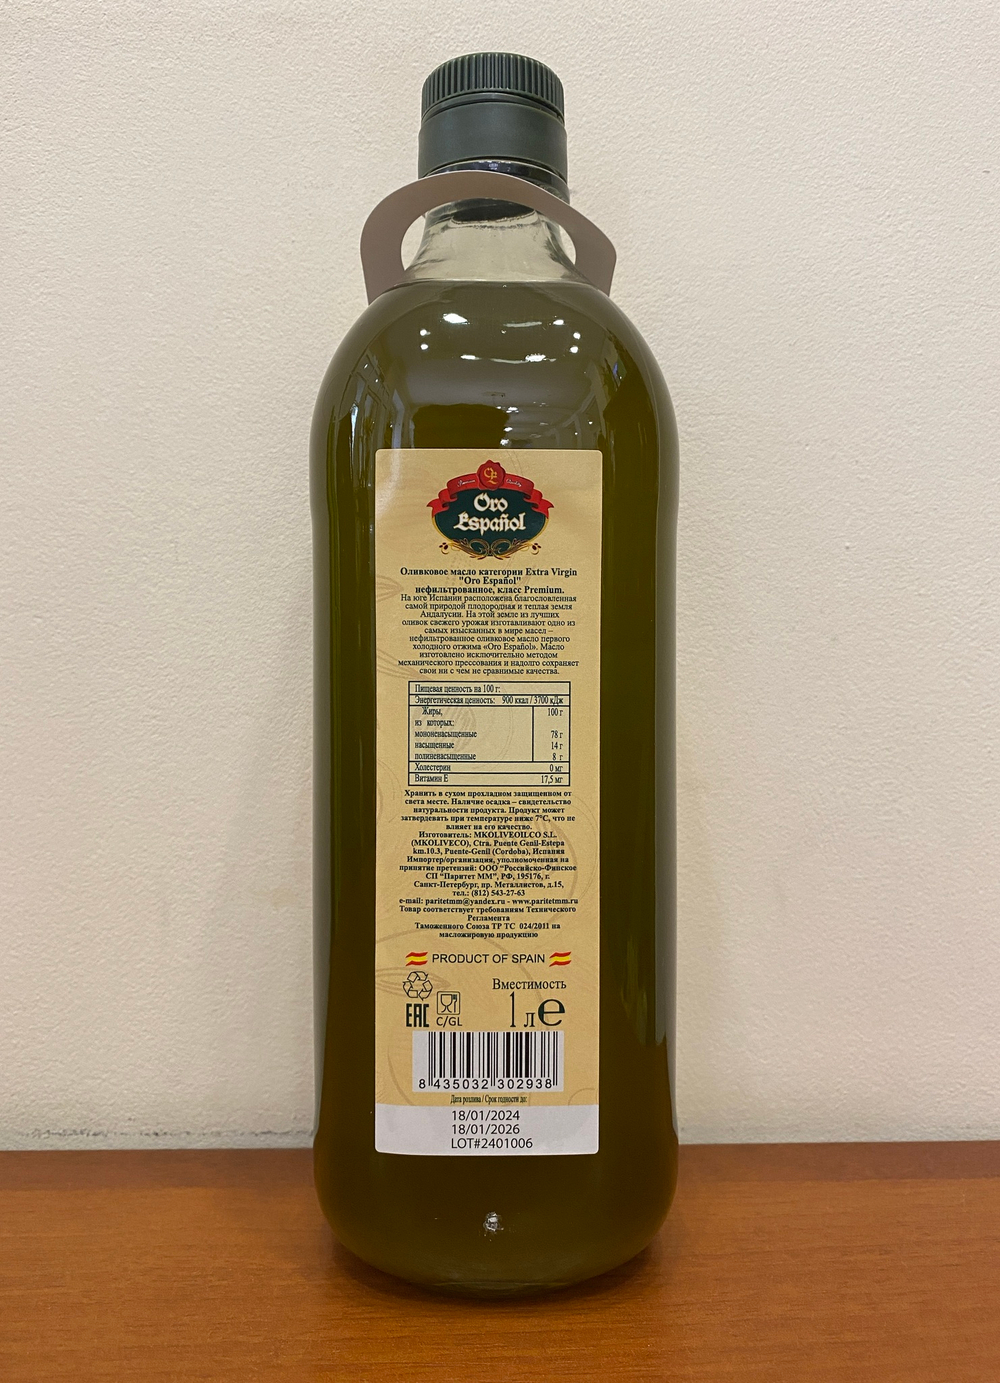 Premium Quality
Oro
Español
Оливковое масло категории Extra Virgin
"Oro Español"
нефильтрованное, класс Premium.
На юге Испании расположена благословленная
самой природой плодородная и теплая земля
Андалусии. На этой земле из лучших
оливок свежего урожая изготавливают одно из
самых изысканных в мире масел –
нефильтрованное оливковое масло первого
холодного отжима «Oro Español». Масло
изготовлено исключительно методом
механического прессования и надолго сохраняет
свои ни с чем не сравнимые качества.
Пищевая ценность на 100 г:
Энергетическая ценность: 900 ккал / 3700 кДж
Жиры, 100 г
из которых:
мононенасыщенные 78 г
насыщенные 14 г
полиненасыщенные 8 г
Холестерин 0 мг
Витамин Е 17,5 мг
Хранить в сухом прохладном защищенном от
света месте. Наличие осадка – свидетельство
натуральности продукта. Продукт может
затвердевать при температуре ниже 7°С, что не
влияет на его качество.
Изготовитель: MKOLIVEOILCO S.L.
(MKOLIVECO), Ctra. Puente Genil-Estepa
km.10.3, Puente-Genil (Cordoba), Испания
Импортер/организация, уполномоченная на
принятие претензий: ООО "Российско-Финское
СП "Паритет ММ", РФ, 195176, г.
Санкт-Петербург, пр. Металлистов, д.15,
тел.: (812) 543-27-63
e-mail: paritetmm@yandex.ru - www.paritetmm.ru
Товар соответствует требованиям Технического
Регламента
Таможенного Союза ТР ТС 024/2011 на
масложировую продукцию
PRODUCT OF SPAIN
Вместимость
1 л e
EAC C/GL
8 435032 302938
Дата розлива / Срок годности до:
18/01/2024
18/01/2026
LOT#2401006